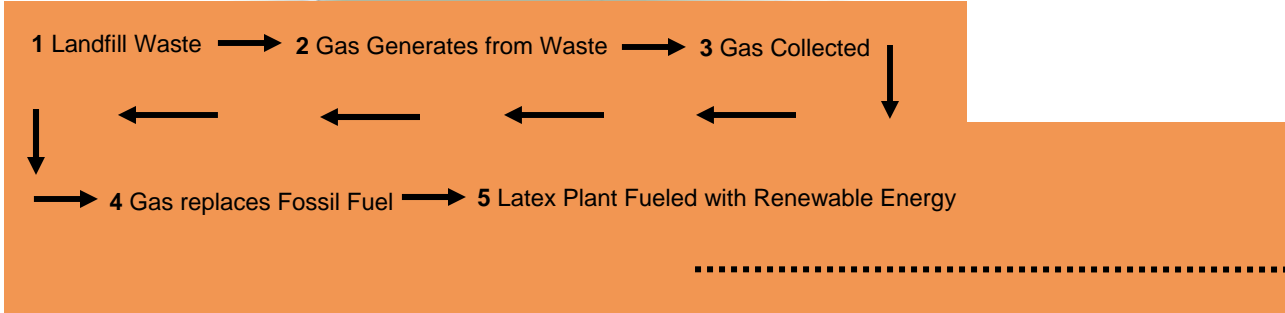 1 Landfill Waste 2 Gas Generates from Waste 3 Gas Collected
4 Gas replaces Fossil Fuel 5 Latex Plant Fueled with Renewable Energy